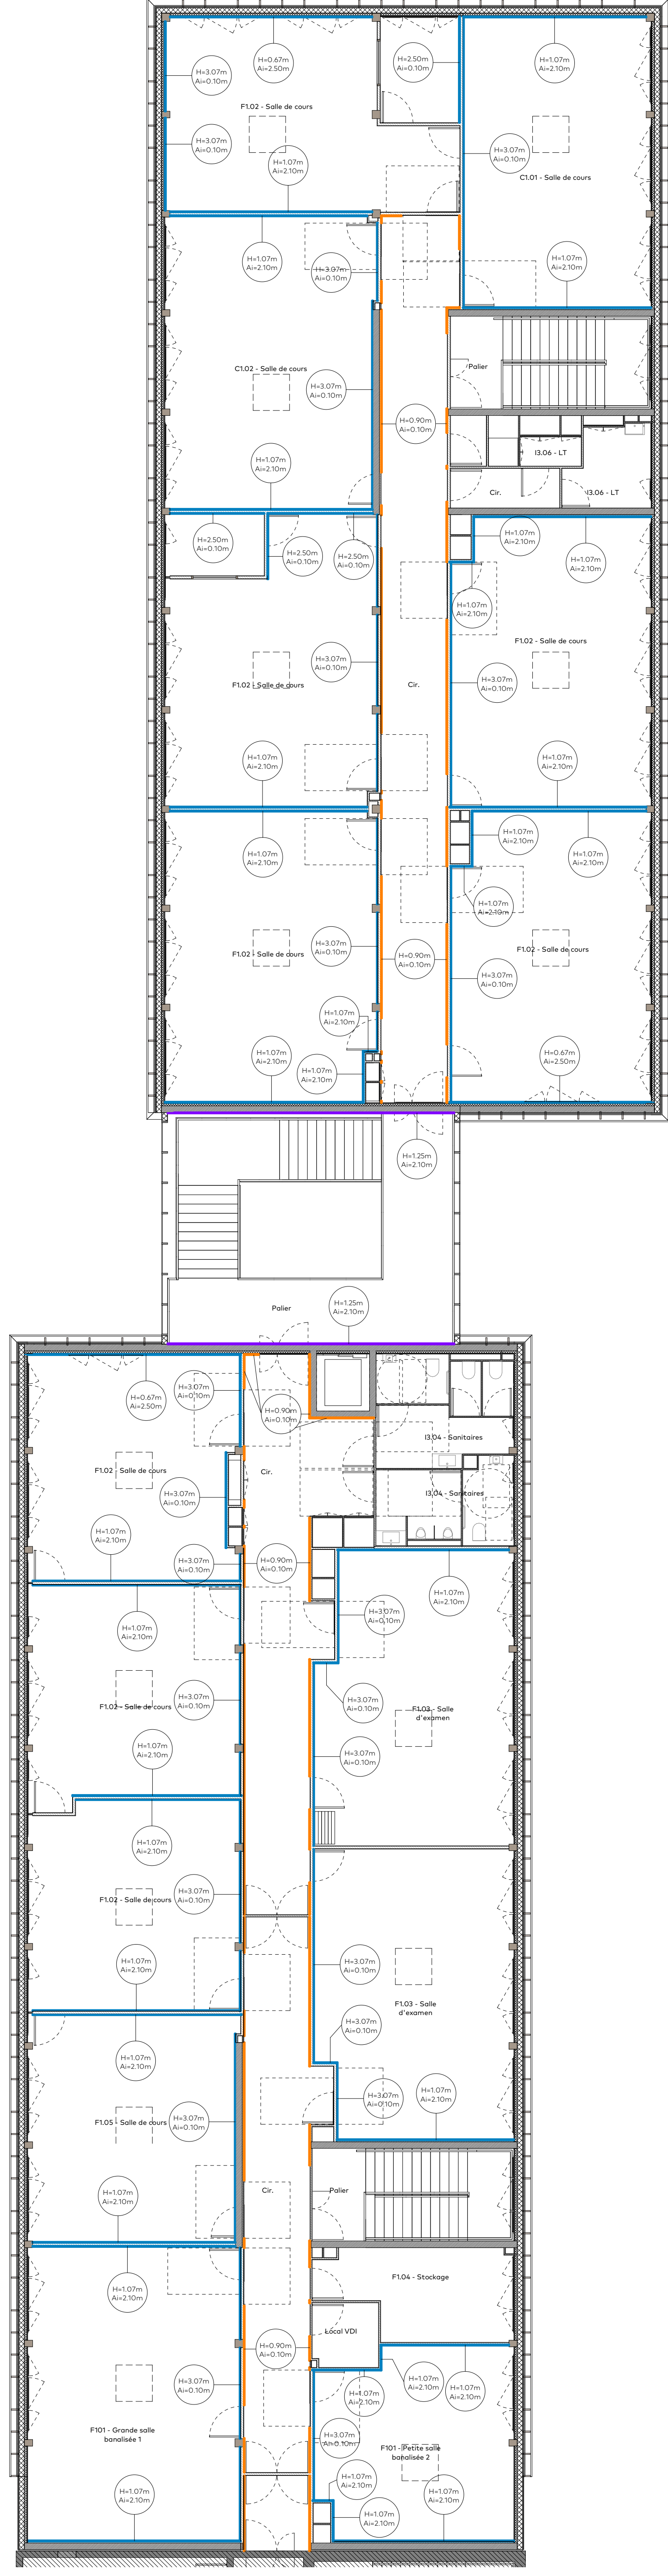 H=0.67m
Ai=2.50m
H=2.50m
Ai=0.10m
H=1.07m
Ai=2.10m
H=3.07m
Ai=0.10m
F1.02 - Salle de cours
H=3.07m
Ai=0.10m
H=3.07m
Ai=0.10m
H=1.07m
Ai=2.10m
C1.01 - Salle de cours
H=1.07m
Ai=2.10m
H=3.07m
Ai=0.10m
H=1.07m
Ai=2.10m
C1.02 - Salle de cours
Palier
H=3.07m
Ai=0.10m
H=0.90m
Ai=0.10m
H=1.07m
Ai=2.10m
I3.06 - LT
Cir.
I3.06 - LT
H=2.50m
Ai=0.10m
H=2.50m
Ai=0.10m
H=2.50m
Ai=0.10m
H=1.07m
Ai=2.10m
H=1.07m
Ai=2.10m
H=1.07m
Ai=2.10m
F1.02 - Salle de cours
H=3.07m
Ai=0.10m
F1.02 - Salle de cours
Cir.
H=3.07m
Ai=0.10m
H=1.07m
Ai=2.10m
H=1.07m
Ai=2.10m
H=1.07m
Ai=2.10m
H=1.07m
Ai=2.10m
H=1.07m
Ai=2.10m
H=1.07m
Ai=2.10m
H=3.07m
Ai=0.10m
F1.02 - Salle de cours
H=0.90m
Ai=0.10m
F1.02 - Salle de cours
H=3.07m
Ai=0.10m
H=1.07m
Ai=2.10m
H=1.07m
Ai=2.10m
H=1.07m
Ai=2.10m
H=0.67m
Ai=2.50m
H=1.25m
Ai=2.10m
Palier
H=1.25m
Ai=2.10m
H=0.67m
Ai=2.50m
H=3.07m
Ai=0.10m
H=0.90m
Ai=0.10m
I3.04 - Sanitaires
F1.02 - Salle de cours
Cir.
H=3.07m
Ai=0.10m
I3.04 - Sanitaires
H=1.07m
Ai=2.10m
H=3.07m
Ai=0.10m
H=0.90m
Ai=0.10m
H=1.07m
Ai=2.10m
H=1.07m
Ai=2.10m
H=3.07m
Ai=0.10m
F1.02 - Salle de cours
H=3.07m
Ai=0.10m
H=3.07m
Ai=0.10m
F1.03 - Salle
d'examen
H=1.07m
Ai=2.10m
H=3.07m
Ai=0.10m
H=1.07m
Ai=2.10m
F1.02 - Salle de cours
H=3.07m
Ai=0.10m
H=1.07m
Ai=2.10m
H=3.07m
Ai=0.10m
F1.03 - Salle
d'examen
H=1.07m
Ai=2.10m
H=3.07m
Ai=0.10m
F1.05 - Salle de cours
H=3.07m
Ai=0.10m
H=3.07m
Ai=0.10m
H=1.07m
Ai=2.10m
H=1.07m
Ai=2.10m
Cir.
Palier
H=1.07m
Ai=2.10m
F1.04 - Stockage
Local VDI
H=0.90m
Ai=0.10m
H=3.07m
Ai=0.10m
H=1.07m
Ai=2.10m
H=1.07m
Ai=2.10m
H=1.07m
Ai=2.10m
F101 - Grande salle
banalisée 1
H=3.07m
Ai=0.10m
F101 - Petite salle
banalisée 2
H=1.07m
Ai=2.10m
H=1.07m
Ai=2.10m
H=1.07m
Ai=2.10m
H=1.07m
Ai=2.10m